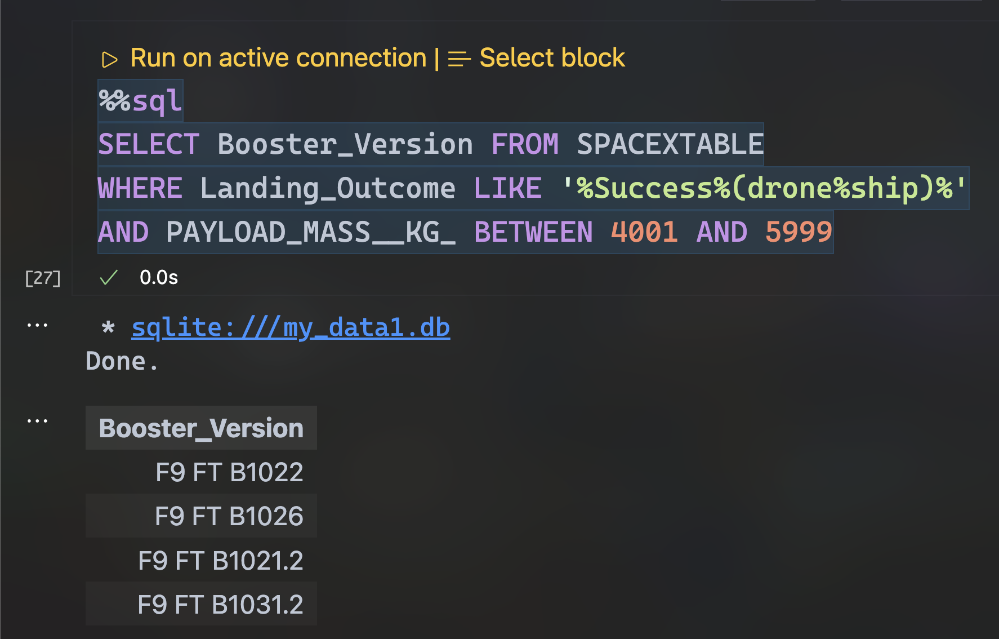 Run on active connection | Select block
%%sql
SELECT Booster_Version FROM SPACEXTABLE
WHERE Landing_Outcome LIKE '%Success%(drone%ship)%'
AND PAYLOAD_MASS__KG_ BETWEEN 4001 AND 5999
[27] ✓ 0.0s
... * sqlite:///my_data1.db
Done.
... Booster_Version
F9 FT B1022
F9 FT B1026
F9 FT B1021.2
F9 FT B1031.2